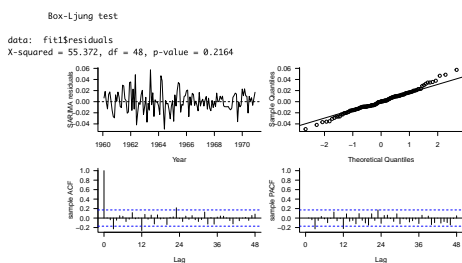 Box-Ljung test
data:  fit1$residuals
X-squared = 55.372, df = 48, p-value = 0.2164
SARIMA residuals
0.06
0.04
0.02
0.00
-0.02
-0.04
1960 1962 1964 1966 1968 1970
Year
Sample Quantiles
0.06
0.04
0.02
0.00
-0.02
-0.04
-2 -1 0 1 2
Theoretical Quantiles
sample ACF
1.0
0.8
0.6
0.4
0.2
0.0
-0.2
0 12 24 36 48
Lag
sample PACF
1.0
0.8
0.6
0.4
0.2
0.0
-0.2
0 12 24 36 48
Lag